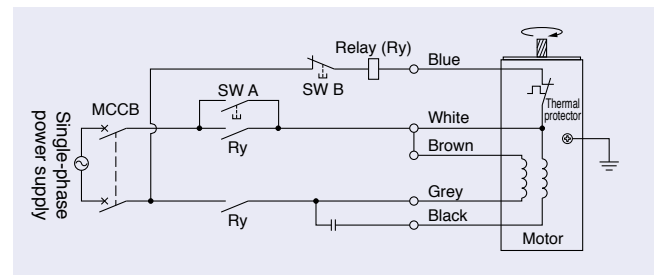 Relay (Ry)
Blue
SW B
SW A
MCCB
Thermal
protector
White
Ry
Brown
Single-phase
power supply
Grey
Black
Ry
Motor